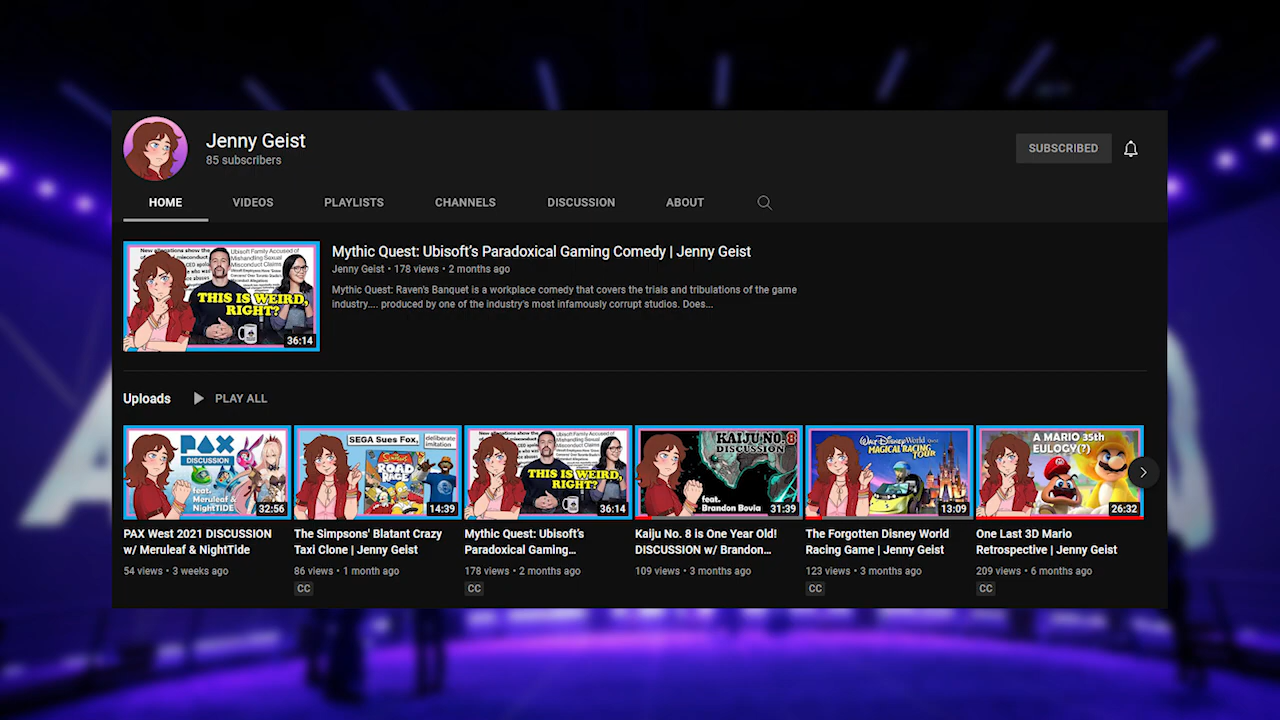 Jenny Geist
85 subscribers
SUBSCRIBED
HOME VIDEOS PLAYLISTS CHANNELS DISCUSSION ABOUT
THIS IS WEIRD,
RIGHT?
36:14
Mythic Quest: Ubisoft's Paradoxical Gaming Comedy | Jenny Geist
Jenny Geist • 178 views • 2 months ago
Mythic Quest: Raven's Banquet is a workplace comedy that covers the trials and tribulations of the game
industry.... produced by one of the industry's most infamously corrupt studios. Does...
Uploads PLAY ALL
PAX
DISCUSSION
feat.
Meruleaf &
NightTIDE
32:56
PAX West 2021 DISCUSSION
w/ Meruleaf & NightTide
54 views • 3 weeks ago
SEGA Sues Fox,
deliberate
imitation
The Simpsons
ROAD
RAGE
14:39
The Simpsons' Blatant Crazy
Taxi Clone | Jenny Geist
86 views • 1 month ago
CC
THIS IS WEIRD,
RIGHT?
36:14
Mythic Quest: Ubisoft's
Paradoxical Gaming...
178 views • 2 months ago
CC
KAIJU NO. 8
DISCUSSION
feat.
Brandon Bovia
31:39
Kaiju No. 8 is One Year Old!
DISCUSSION w/ Brandon...
109 views • 3 months ago
Walt Disney World
MAGICAL RACING
TOUR
13:09
The Forgotten Disney World
Racing Game | Jenny Geist
123 views • 3 months ago
CC
A MARIO 35th
EULOGY(?)
26:32
One Last 3D Mario
Retrospective | Jenny Geist
209 views • 6 months ago
CC